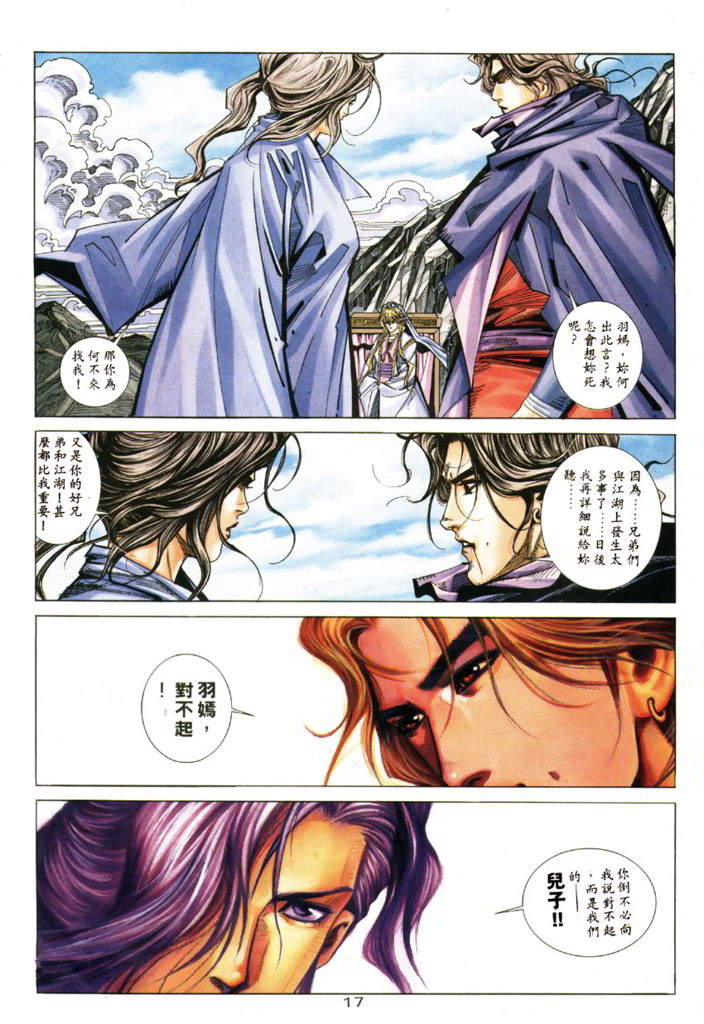 羽嫣，妳何
出此言？我
怎會想妳死
呢？
那你為
何不來
找我！
因為……兄弟們
與江湖上發生太
多事了……日後
我再詳細說給妳
聽……
又是你的好兄
弟和江湖！甚
麼都比我重要！
羽嫣，
對不起
！
你倒不必向
我說對不起
，而是我們
的——
兒子!!
17